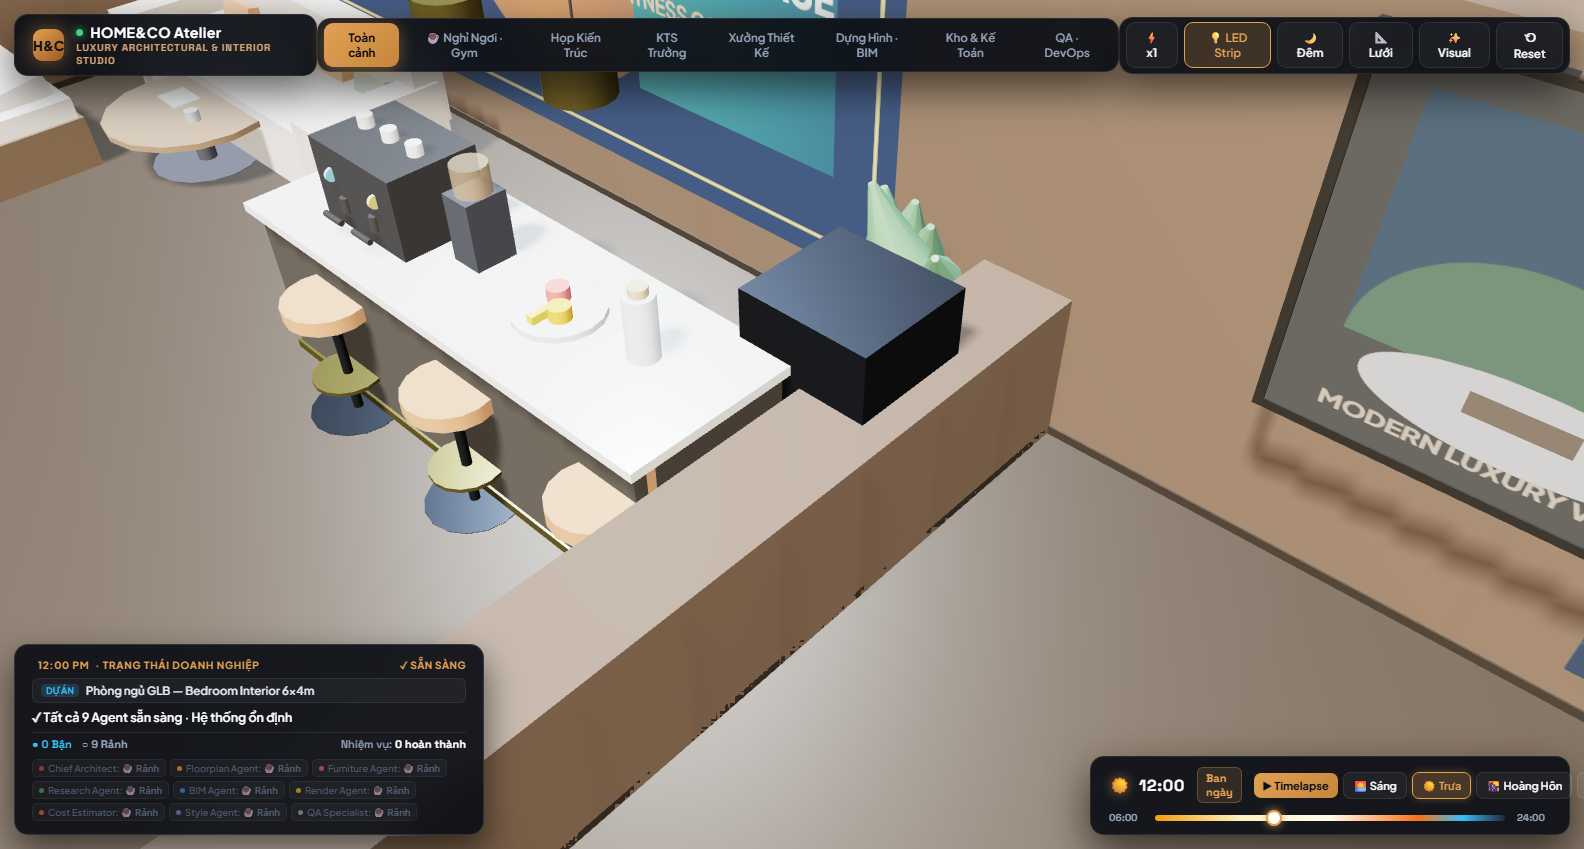 TNESS
H&C
HOME&CO Atelier
LUXURY ARCHITECTURAL & INTERIOR
STUDIO
Toàn
cảnh
Nghỉ Ngơi ·
Gym
Họp Kiến
Trúc
KTS
Trưởng
Xưởng Thiết
Kế
Dựng Hình ·
BIM
Kho & Kế
Toán
QA ·
DevOps
x1
LED
Strip
Đêm
Lưới
Visual
Reset
MODERN LUXURY
12:00 PM · TRẠNG THÁI DOANH NGHIỆP
✓ SẴN SÀNG
DỰ ÁN Phòng ngủ GLB — Bedroom Interior 6×4m
✓ Tất cả 9 Agent sẵn sàng · Hệ thống ổn định
● 0 Bận ○ 9 Rảnh
Nhiệm vụ: 0 hoàn thành
Chief Architect: Rảnh
Floorplan Agent: Rảnh
Furniture Agent: Rảnh
Research Agent: Rảnh
BIM Agent: Rảnh
Render Agent: Rảnh
Cost Estimator: Rảnh
Style Agent: Rảnh
QA Specialist: Rảnh
12:00
Ban
ngày
▶ Timelapse
Sáng
Trưa
Hoàng Hôn
06:00
24:00